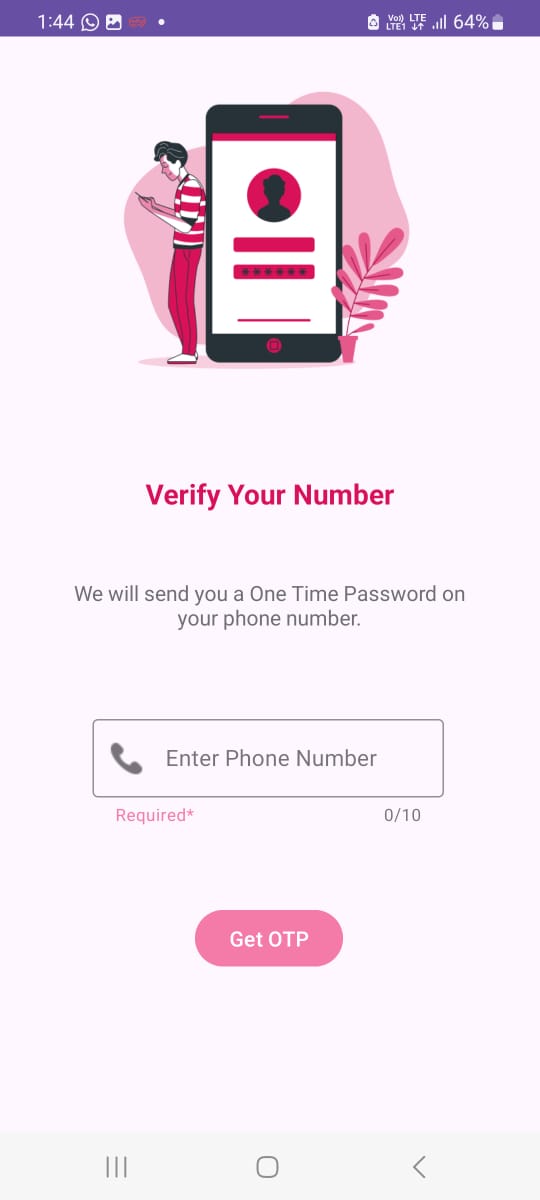 1:44 Vo)) LTE1 LTE 64%
******
Verify Your Number
We will send you a One Time Password on
your phone number.
Enter Phone Number
Required* 0/10
Get OTP